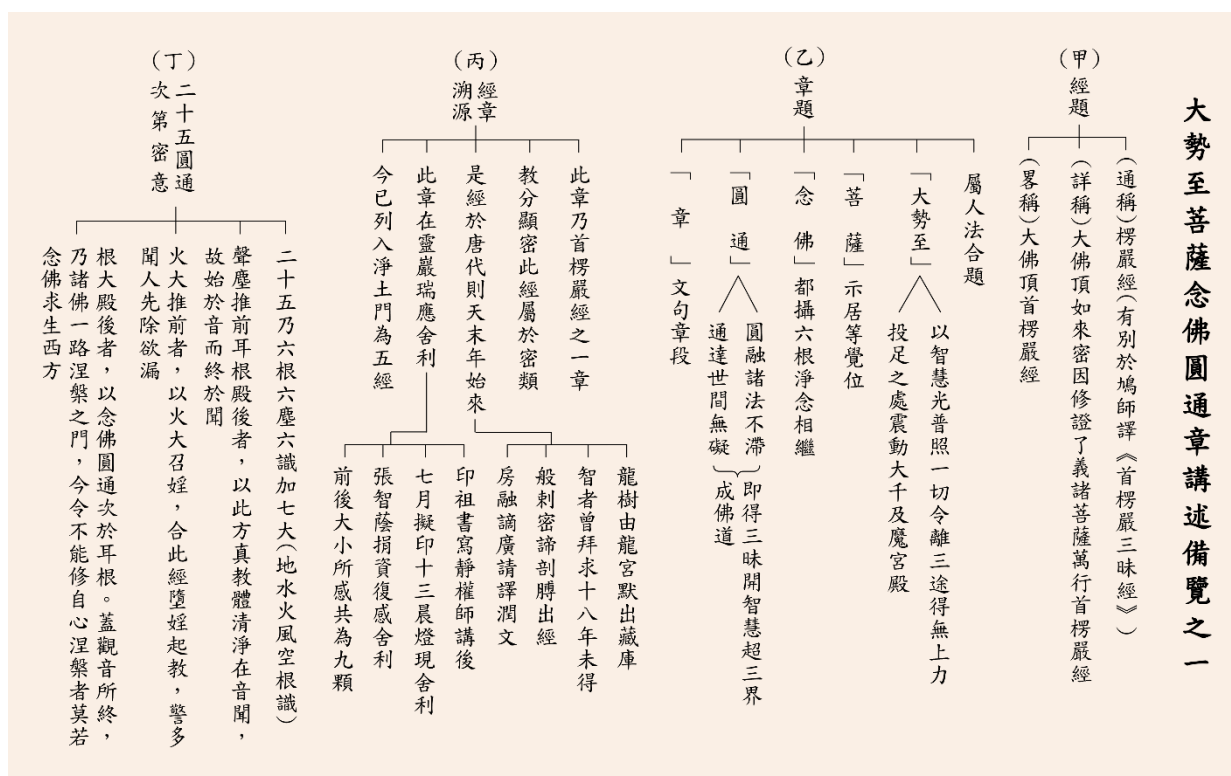 大勢至菩薩念佛圓通章講述備覽之一
(甲)經題
(通稱)楞嚴經(有別於鳩師譯《首楞嚴三昧經》)
(詳稱)大佛頂如來密因修證了義諸菩薩萬行首楞嚴經
(畧稱)大佛頂首楞嚴經
(乙)章題
屬人法合題
「大勢至」
以智慧光普照一切令離三途得無上力
投足之處震動大千及魔宮殿
「菩薩」示居等覺位
「念佛」都攝六根淨念相繼
「圓通」
圓融諸法不滯
通達世間無礙
即得三昧開智慧超三界
成佛道
「章」文句章段
(丙)經章
溯源
此章乃首楞嚴經之一章
教分顯密此經屬於密類
是經於唐代則天末年始來
龍樹由龍宮默出藏庫
智者曾拜求十八年未得
般剌密諦剖膊出經
房融謫廣請譯潤文
此章在靈巖瑞應舍利
印祖書寫靜權師講後
七月擬印十三晨燈現舍利
張智蔭捐資復感舍利
前後大小所感共為九顆
今已列入淨土門為五經
(丁)二十五圓通
次第密意
二十五乃六根六塵六識加七大(地水火風空根識)
聲塵推前耳根殿後者,以此方真教體清淨在音聞,
故始於音而終於聞
火大推前者,以火大召婬,合此經墮婬起教,警多
聞人先除欲漏
根大殿後者,以念佛圓通次於耳根。蓋觀音所終,
乃諸佛一路涅槃之門,今令不能修自心涅槃者莫若
念佛求生西方